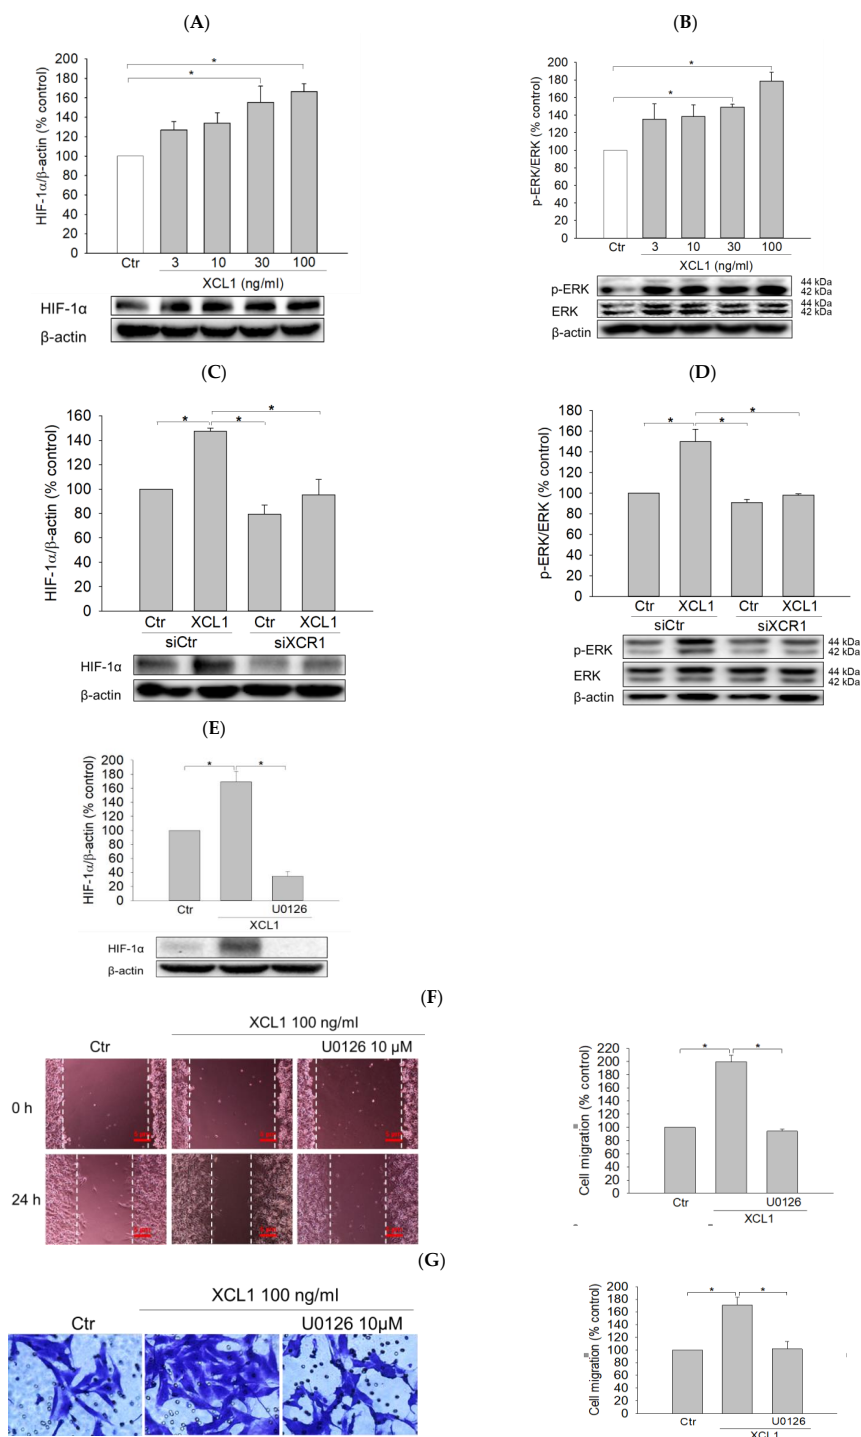 (A)
HIF-1α/β-actin (% control)
200
180
160
140
120
100
80
60
40
20
0
*
*
Ctr 3 10 30 100
XCL1 (ng/ml)
HIF-1α
β-actin
(B)
p-ERK/ERK (% control)
200
180
160
140
120
100
80
60
40
20
0
*
*
Ctr 3 10 30 100
XCL1 (ng/ml)
p-ERK 44 kDa
42 kDa
ERK 44 kDa
42 kDa
β-actin
(C)
HIF-1α/β-actin (% control)
160
140
120
100
80
60
40
20
0
*
* *
Ctr XCL1 Ctr XCL1
siCtr siXCR1
HIF-1α
β-actin
(D)
p-ERK/ERK (% control)
180
160
140
120
100
80
60
40
20
0
*
* *
Ctr XCL1 Ctr XCL1
siCtr siXCR1
p-ERK 44 kDa
42 kDa
ERK 44 kDa
42 kDa
β-actin
(E)
HIF-1α/β-actin (% control)
200
180
160
140
120
100
80
60
40
20
0
* *
Ctr U0126
XCL1
HIF-1α
β-actin
(F)
XCL1 100 ng/ml
Ctr U0126 10 µM
0 h
24 h
Cell migration (% control)
220
200
180
160
140
120
100
80
60
40
20
0
* *
Ctr U0126
XCL1
(G)
XCL1 100 ng/ml
Ctr U0126 10µM
Cell migration (% control)
200
180
160
140
120
100
80
60
40
20
0
* *
Ctr U0126
XCL1